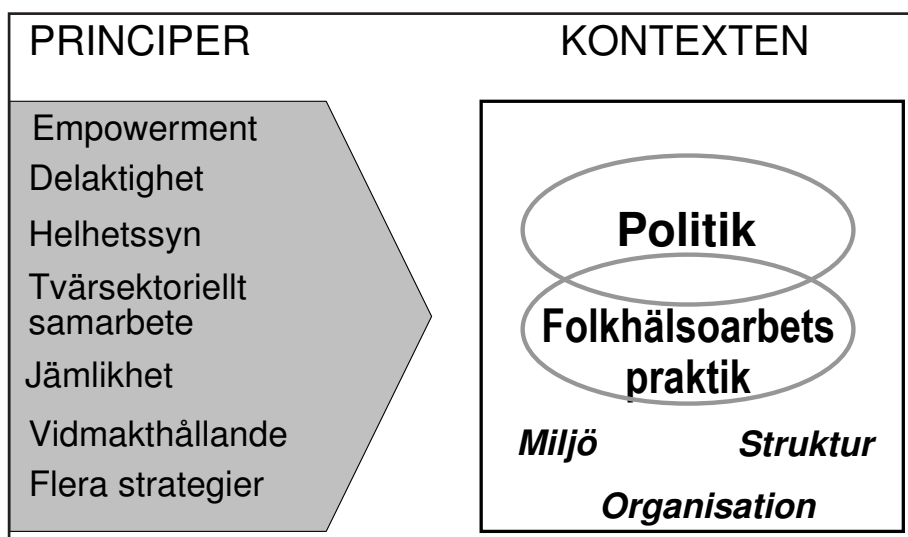 PRINCIPER
Empowerment
Delaktighet
Helhetssyn
Tvärsektoriellt
samarbete
Jämlikhet
Vidmakthållande
Flera strategier
KONTEXTEN
Politik
Folkhälsoarbets
praktik
Miljö
Struktur
Organisation